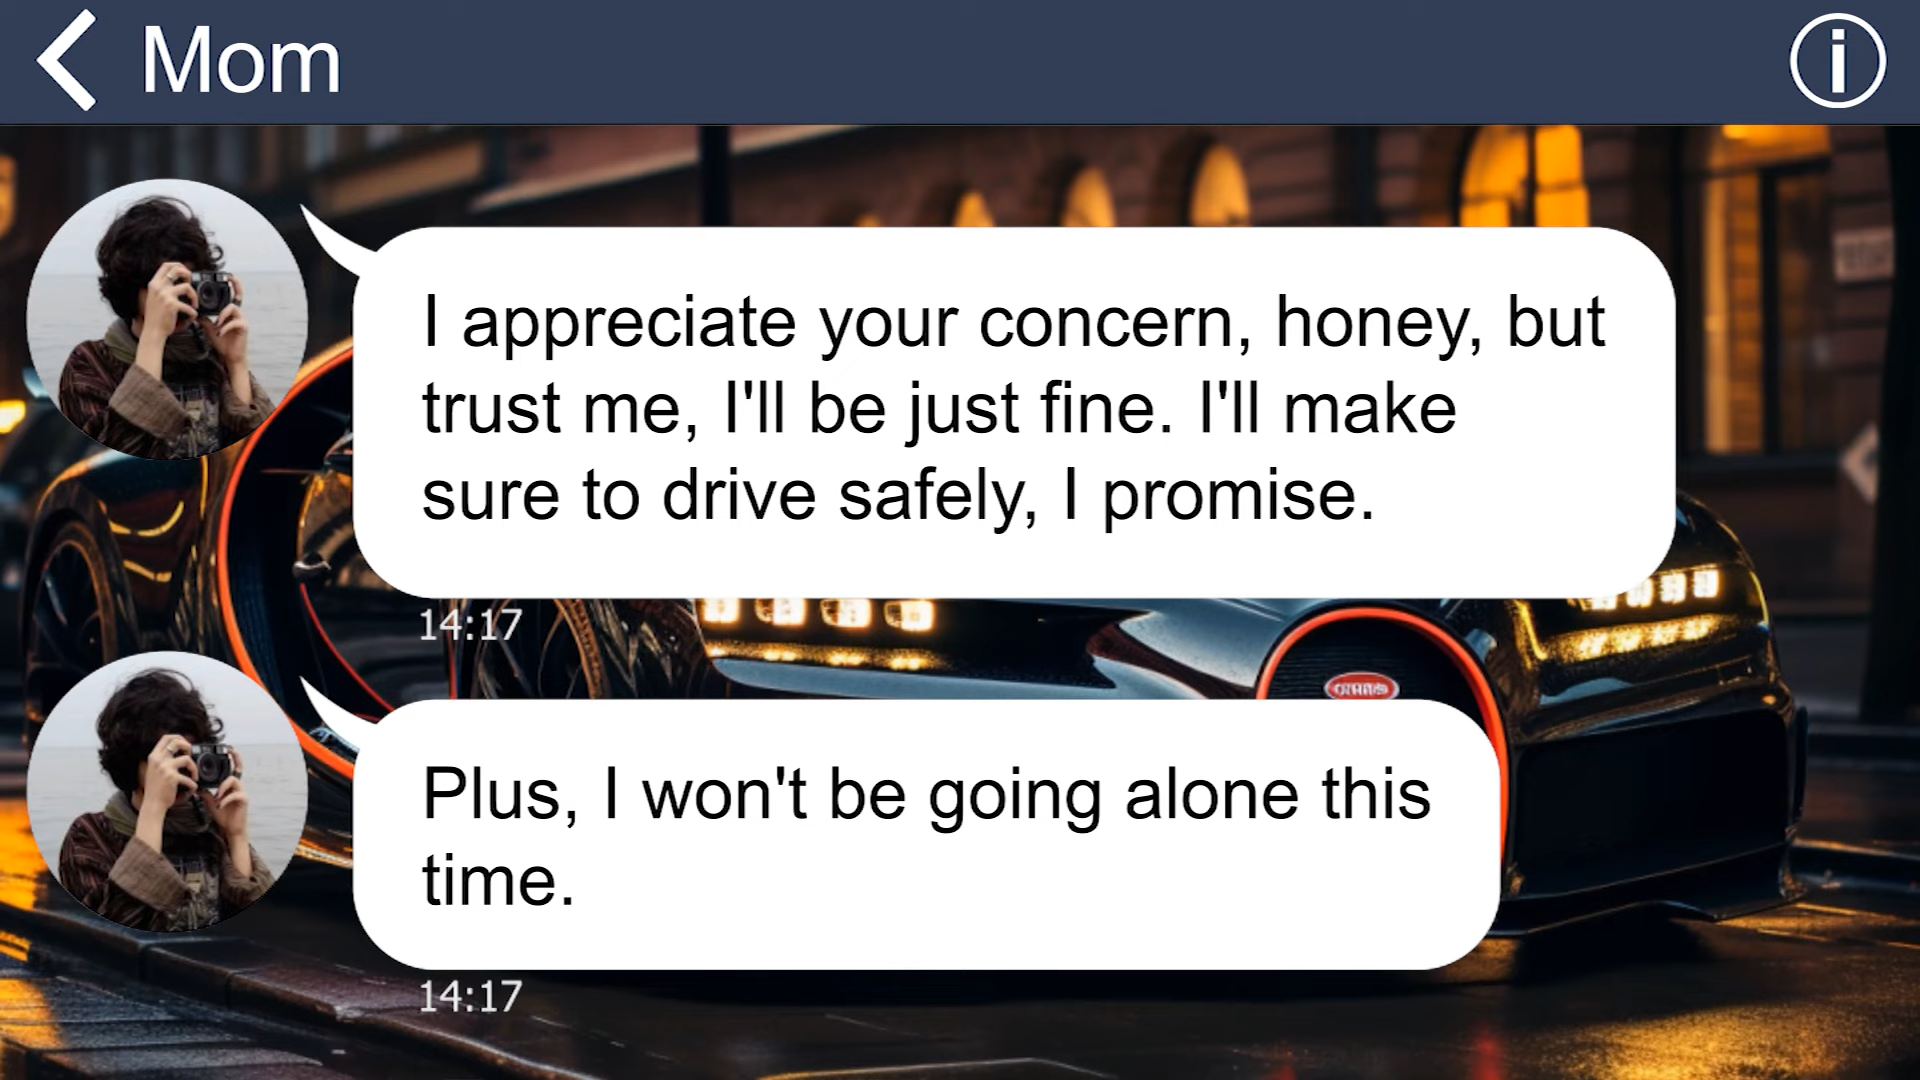 Mom
I appreciate your concern, honey, but
trust me, I'll be just fine. I'll make
sure to drive safely, I promise.
14:17
Plus, I won't be going alone this
time.
14:17